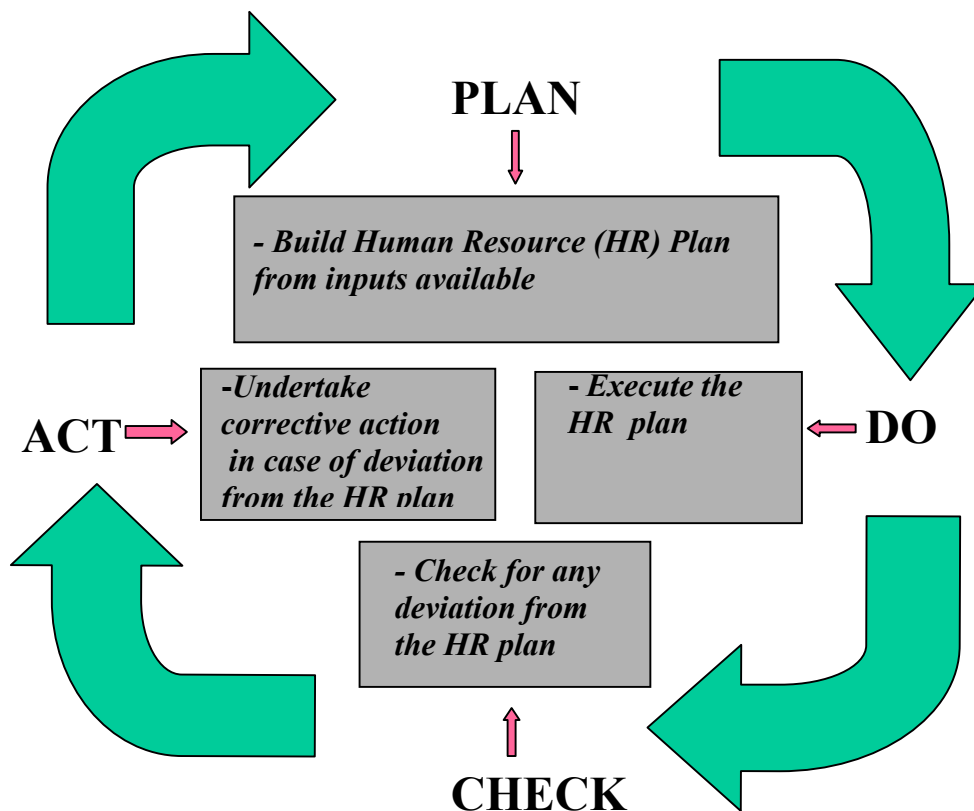 PLAN
- Build Human Resource (HR) Plan
from inputs available
ACT
-Undertake
corrective action
in case of deviation
from the HR plan
- Execute the
HR plan
DO
- Check for any
deviation from
the HR plan
CHECK